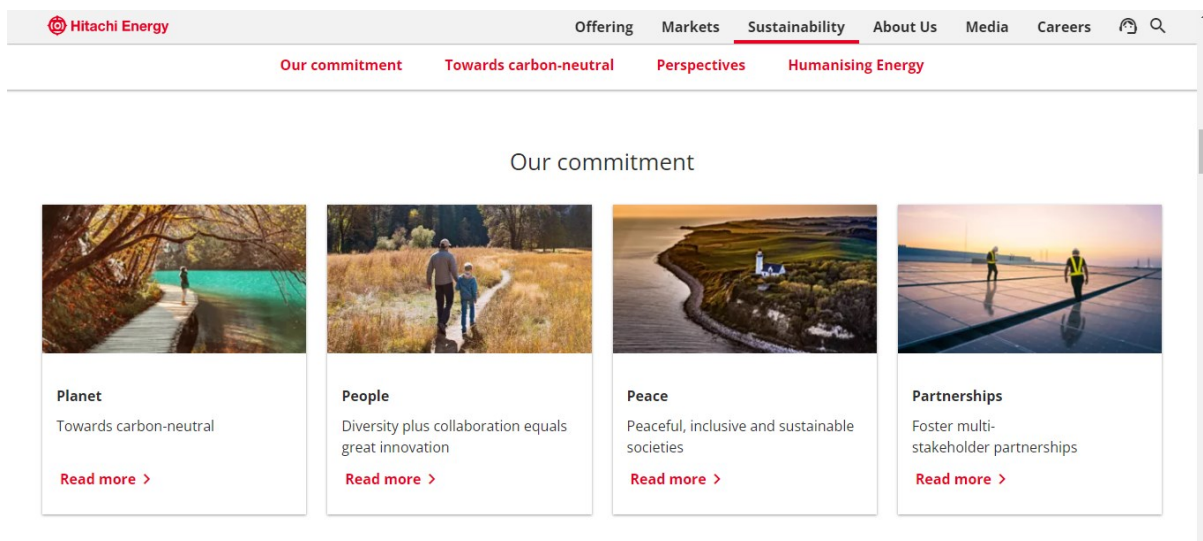 Hitachi Energy
Offering Markets Sustainability About Us Media Careers
Our commitment Towards carbon-neutral Perspectives Humanising Energy
Our commitment
Planet
Towards carbon-neutral
Read more
People
Diversity plus collaboration equals
great innovation
Read more
Peace
Peaceful, inclusive and sustainable
societies
Read more
Partnerships
Foster multi-
stakeholder partnerships
Read more